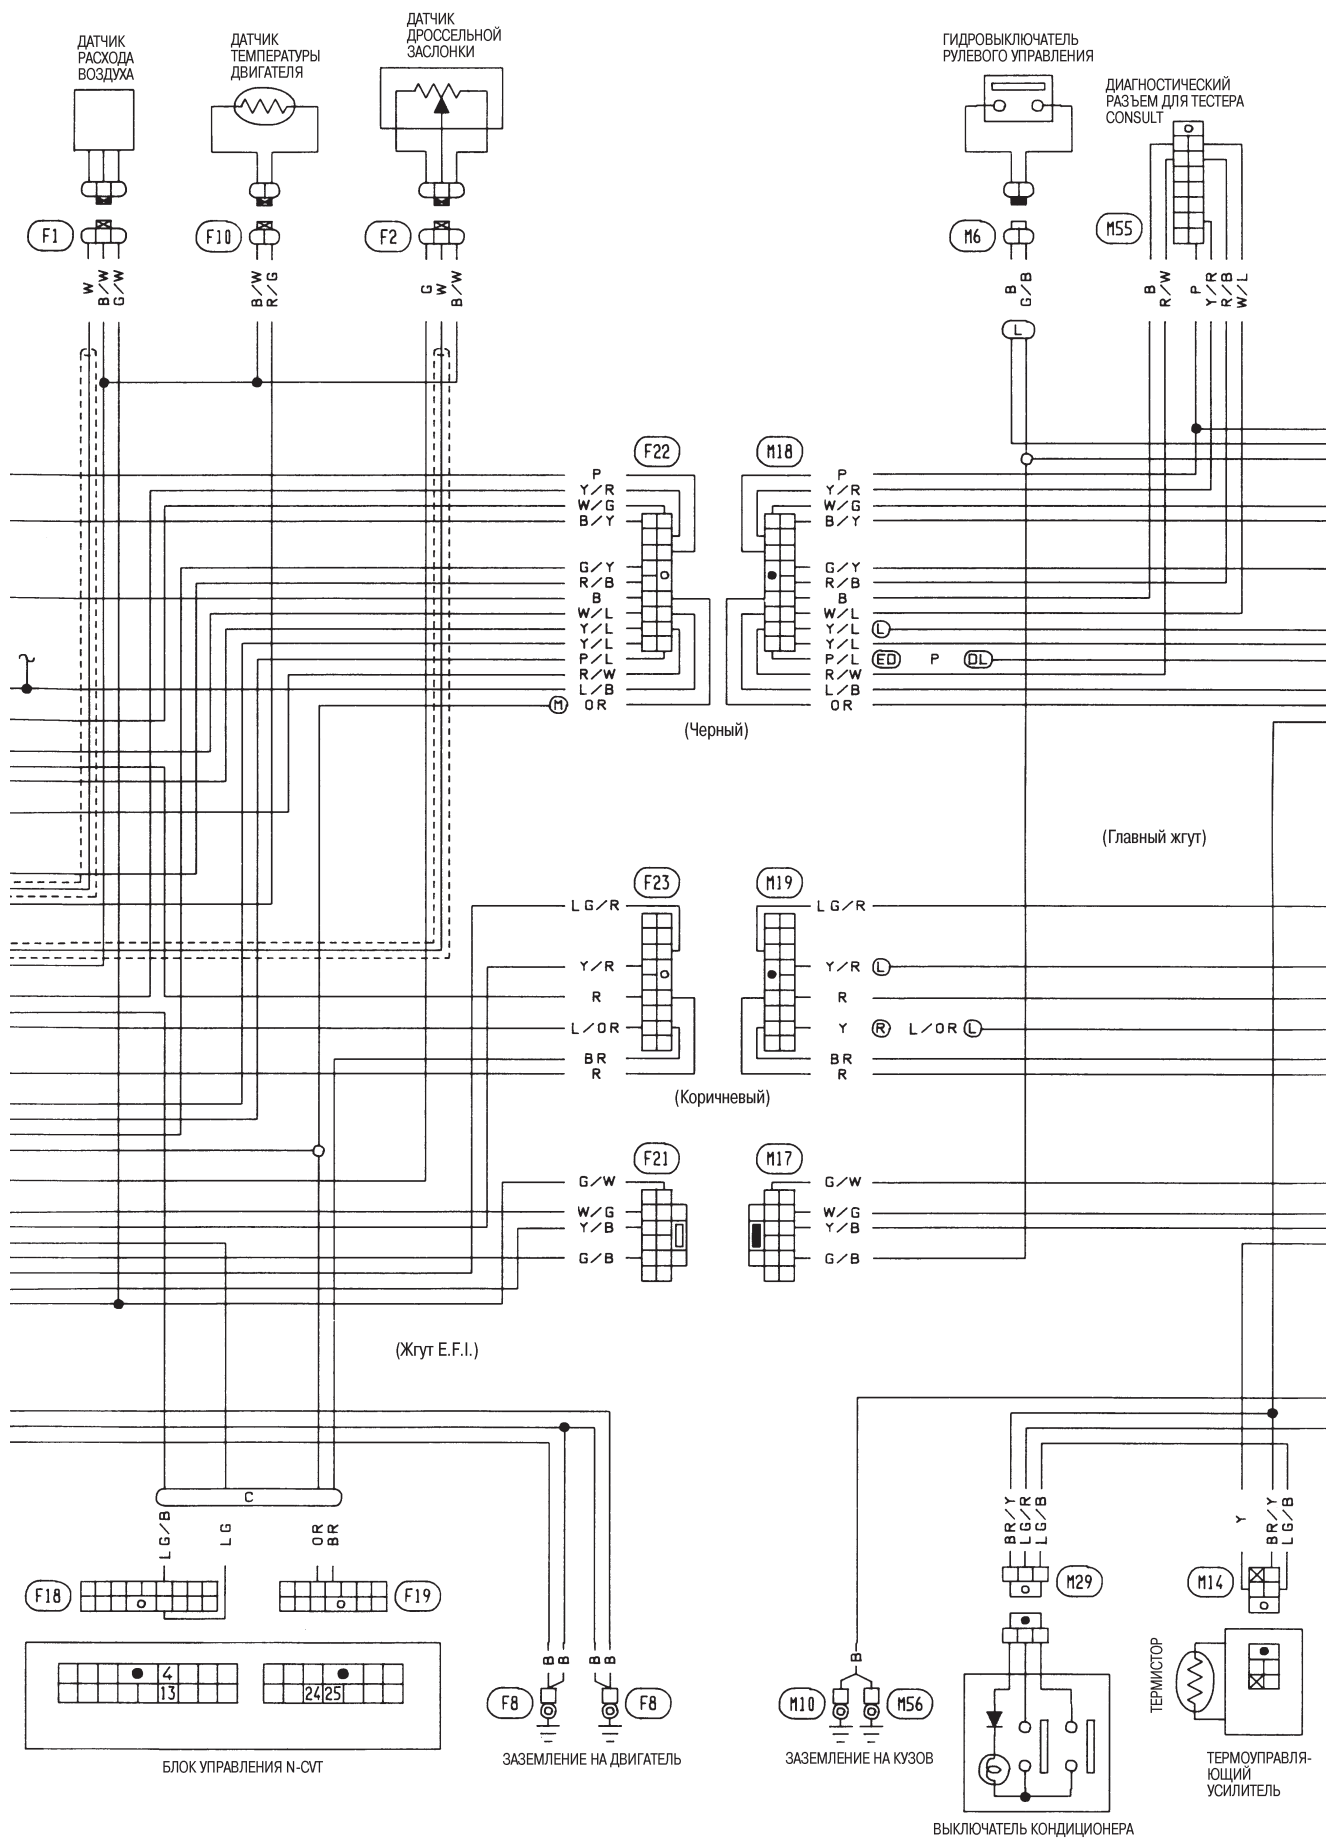 ДАТЧИК
РАСХОДА
ВОЗДУХА
ДАТЧИК
ТЕМПЕРАТУРЫ
ДВИГАТЕЛЯ
ДАТЧИК
ДРОССЕЛЬНОЙ
ЗАСЛОНКИ
ГИДРОВЫКЛЮЧАТЕЛЬ
РУЛЕВОГО УПРАВЛЕНИЯ
ДИАГНОСТИЧЕСКИЙ
РАЗЪЕМ ДЛЯ ТЕСТЕРА
CONSULT
F1
F10
F2
M6
M55
W
B/W
G/W
B/W
R/G
G
W
B/W
B
G/B
B
R/W
P
Y/R
R/B
W/L
L
F22
M18
P
P
Y/R
Y/R
W/G
W/G
B/Y
B/Y
G/Y
G/Y
R/B
R/B
B
B
W/L
W/L
Y/L
Y/L L
Y/L
Y/L
P/L
P/L ED P DL
R/W
R/W
L/B
L/B
M OR
OR
(Черный)
(Главный жгут)
F23
M19
LG/R
LG/R
Y/R
Y/R L
R
R
L/OR
Y R L/OR L
BR
BR
R
R
(Коричневый)
F21
M17
G/W
G/W
W/G
W/G
Y/B
Y/B
G/B
G/B
(Жгут E.F.I.)
C
LG/B
LG
OR
BR
BR/Y
LG/R
LG/B
Y
BR/Y
LG/B
F18
F19
M29
M14
4
13
24 25
B
B
B
B
B
F8
F8
M10
M56
ТЕРМИСТОР
БЛОК УПРАВЛЕНИЯ N-CVT
ЗАЗЕМЛЕНИЕ НА ДВИГАТЕЛЬ
ЗАЗЕМЛЕНИЕ НА КУЗОВ
ТЕРМОУПРАВЛЯ-
ЮЩИЙ
УСИЛИТЕЛЬ
ВЫКЛЮЧАТЕЛЬ КОНДИЦИОНЕРА